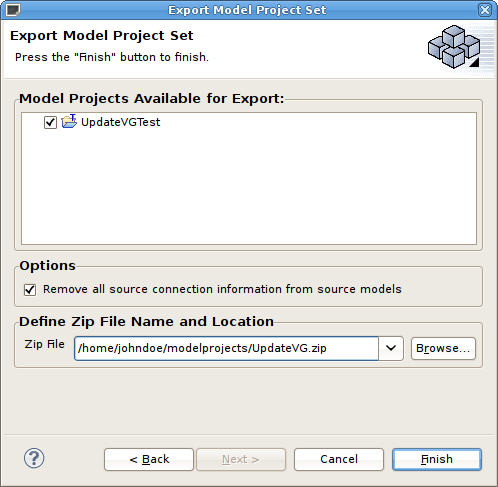 Export Model Project Set
Export Model Project Set
Press the "Finish" button to finish.
Model Projects Available for Export:
UpdateVGTest
Options
Remove all source connection information from source models
Define Zip File Name and Location
Zip File /home/johndoe/modelprojects/UpdateVG.zip Browse...
? < Back Next > Cancel Finish